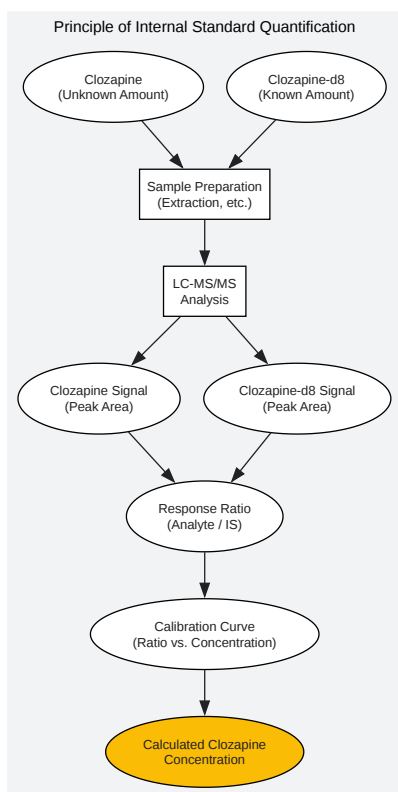 Principle of Internal Standard Quantification
Clozapine
(Unknown Amount)
Clozapine-d8
(Known Amount)
Sample Preparation
(Extraction, etc.)
LC-MS/MS
Analysis
Clozapine Signal
(Peak Area)
Clozapine-d8 Signal
(Peak Area)
Response Ratio
(Analyte / IS)
Calibration Curve
(Ratio vs. Concentration)
Calculated Clozapine
Concentration